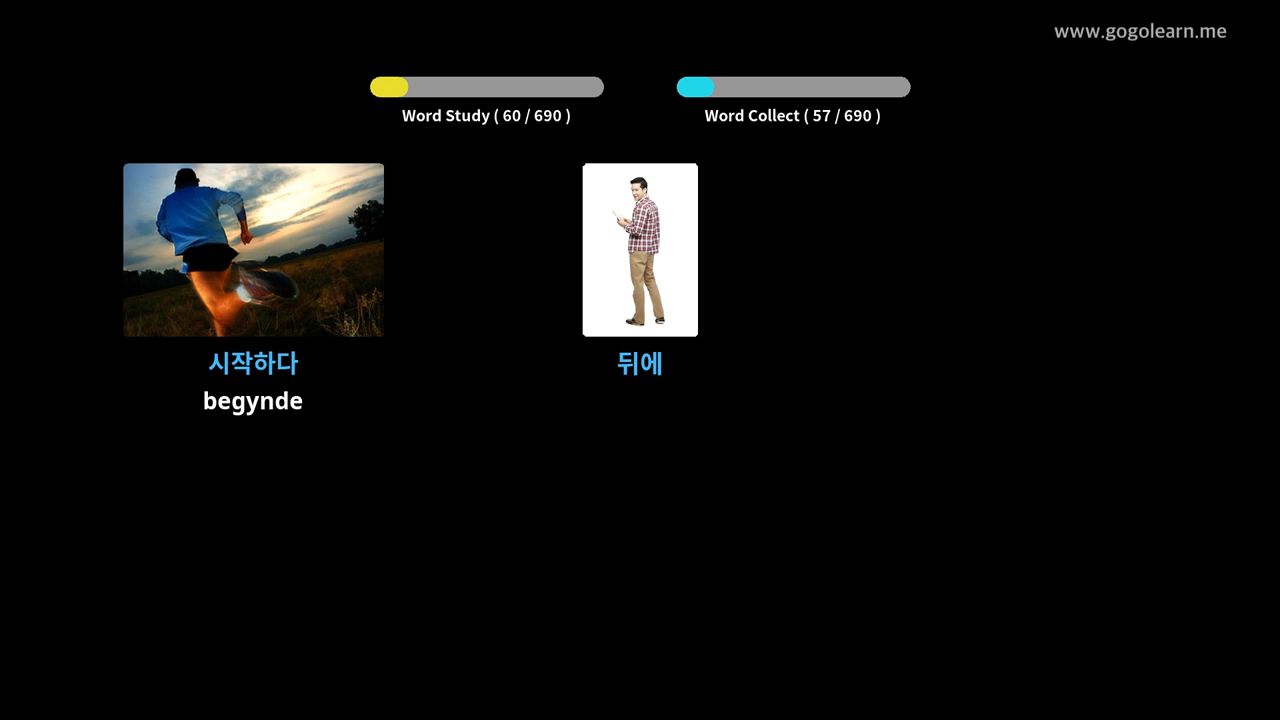 www.gogolearn.me
Word Study ( 60 / 690 )
Word Collect ( 57 / 690 )
시작하다
begynde
뒤에